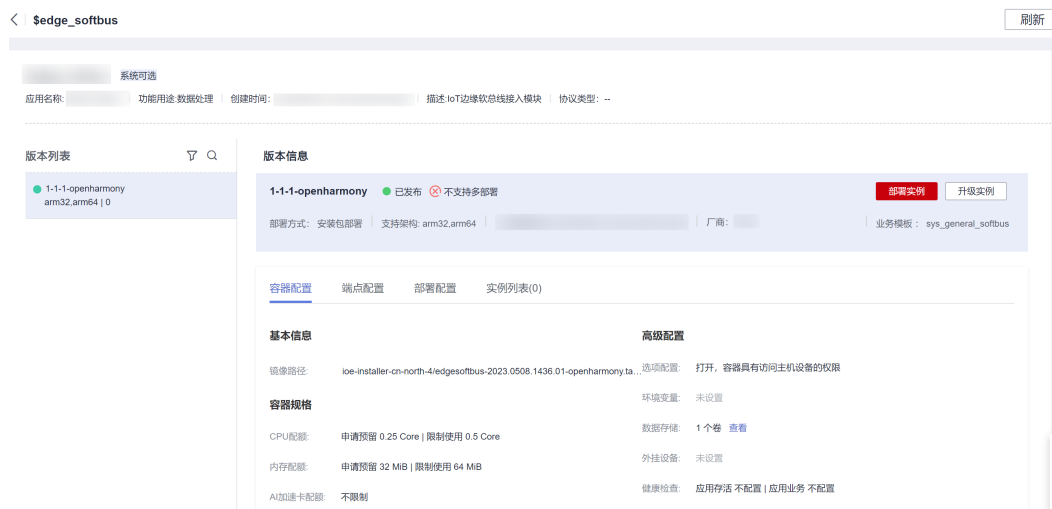 $edge_softbus
刷新
系统可选
应用名称: 功能用途:数据处理 创建时间: 描述:IoT边缘软总线接入模块 协议类型: --
版本列表
1-1-1-openharmony
arm32,arm64 | 0
版本信息
1-1-1-openharmony 已发布 不支持多部署 部署实例 升级实例
部署方式: 安装包部署 支持架构: arm32,arm64 厂商: 业务模板: sys_general_softbus
容器配置 端点配置 部署配置 实例列表(0)
基本信息
镜像路径: ioe-installer-cn-north-4/edgesoftbus-2023.0508.1436.01-openharmony.ta...
容器规格
CPU配额: 申请预留 0.25 Core | 限制使用 0.5 Core
内存配额: 申请预留 32 MiB | 限制使用 64 MiB
AI加速卡配额: 不限制
高级配置
选项配置: 打开，容器具有访问主机设备的权限
环境变量: 未设置
数据存储: 1 个卷 查看
外挂设备: 未设置
健康检查: 应用存活 不配置 | 应用业务 不配置